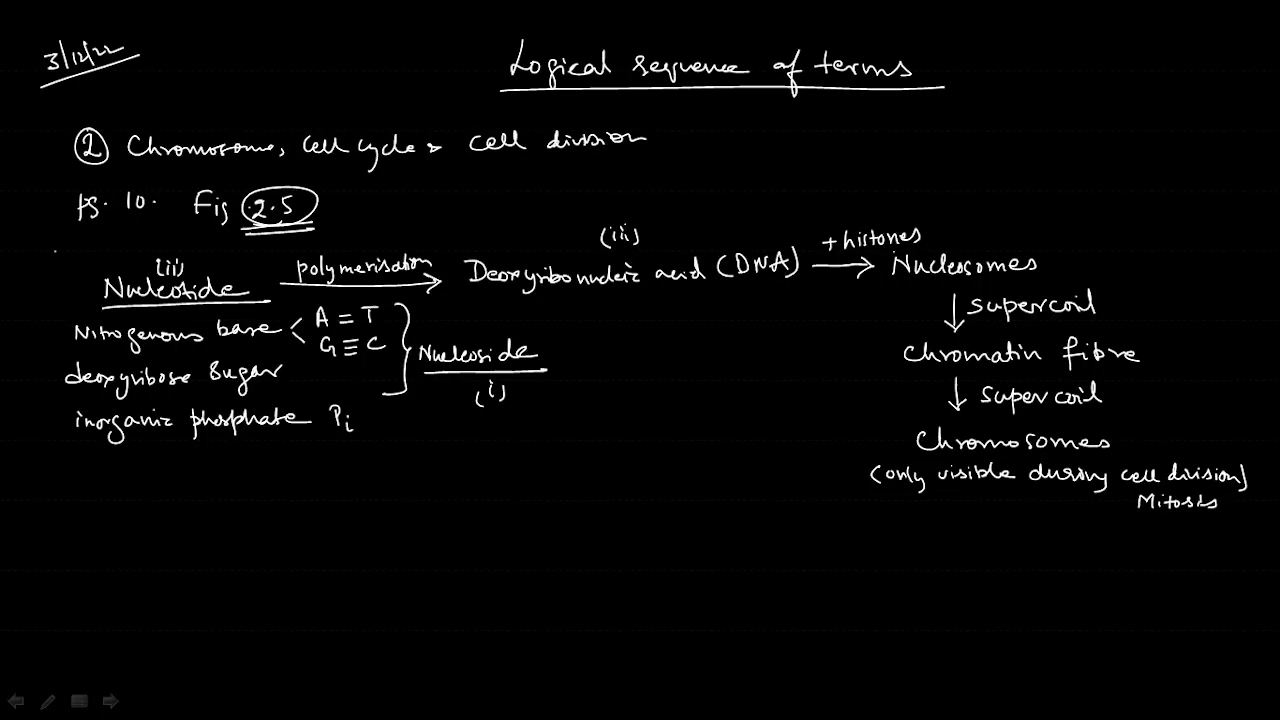 3/12/22
Logical sequence of terms
② Chromosome, Cell cycle & cell division
Pg. 10. Fig 2.5
(ii) (iii)
Nucleotide polymerisation Deoxyribonucleic acid (DNA) + histones → Nucleosomes
Nitrogenous base < A = T
G ≡ C
deoxyribose sugar
inorganic phosphate Pi
Nucleoside
(i)
↓ supercoil
chromatin fibre
↓ supercoil
Chromosomes
(only visible during cell division)
Mitosis